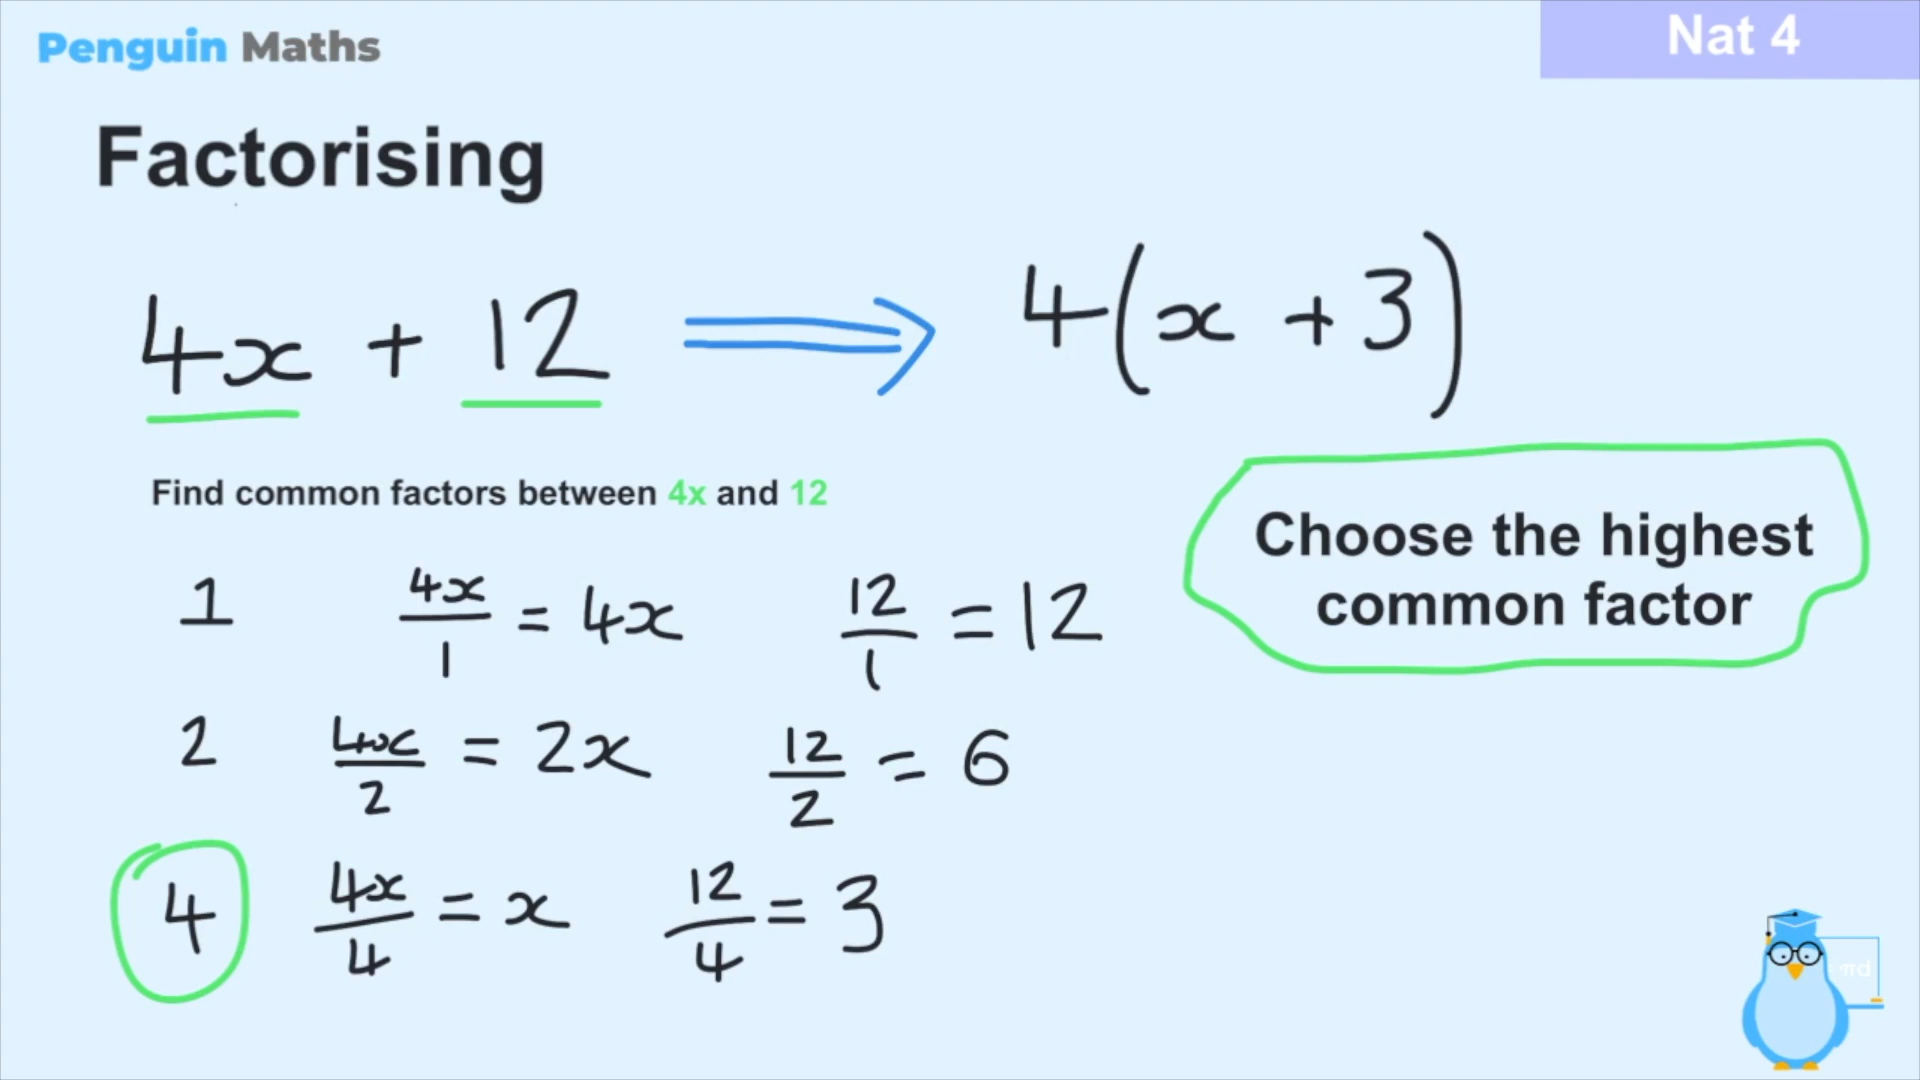 Penguin Maths
Nat 4
Factorising
4x + 12 ⟹ 4(x + 3)
Find common factors between 4x and 12
Choose the highest
common factor
1 4x/1 = 4x 12/1 = 12
2 4x/2 = 2x 12/2 = 6
4 4x/4 = x 12/4 = 3
πd